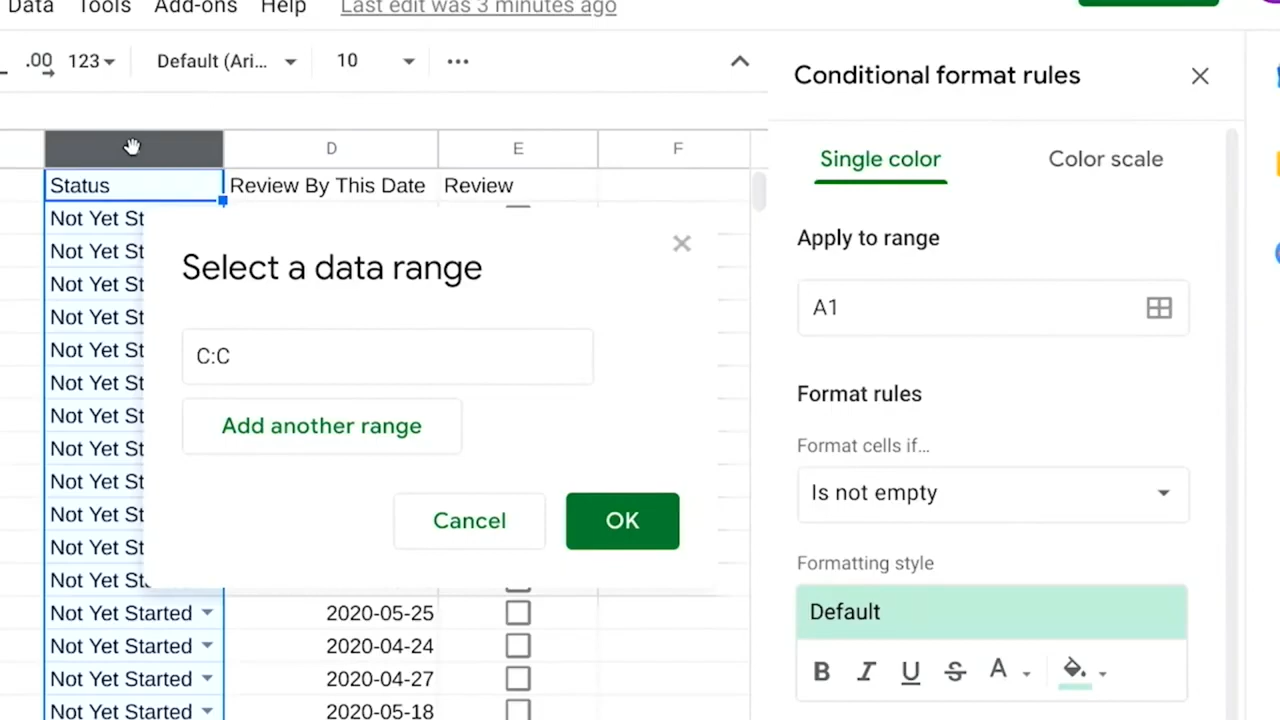 Data Tools Add-ons Help Last edit was 3 minutes ago
.00 123 Default (Ari... 10
Conditional format rules
D E F
Single color Color scale
Status Review By This Date Review
Not Yet St
Apply to range
Not Yet St
Select a data range
Not Yet St
A1
Not Yet St
Not Yet St
C:C
Not Yet St
Format rules
Not Yet St
Add another range
Format cells if...
Not Yet St
Not Yet St
Is not empty
Not Yet St
Cancel OK
Not Yet St
Formatting style
Not Yet St
Default
Not Yet Started 2020-05-25
Not Yet Started 2020-04-24
B I U S A
Not Yet Started 2020-04-27
Not Yet Started 2020-05-18